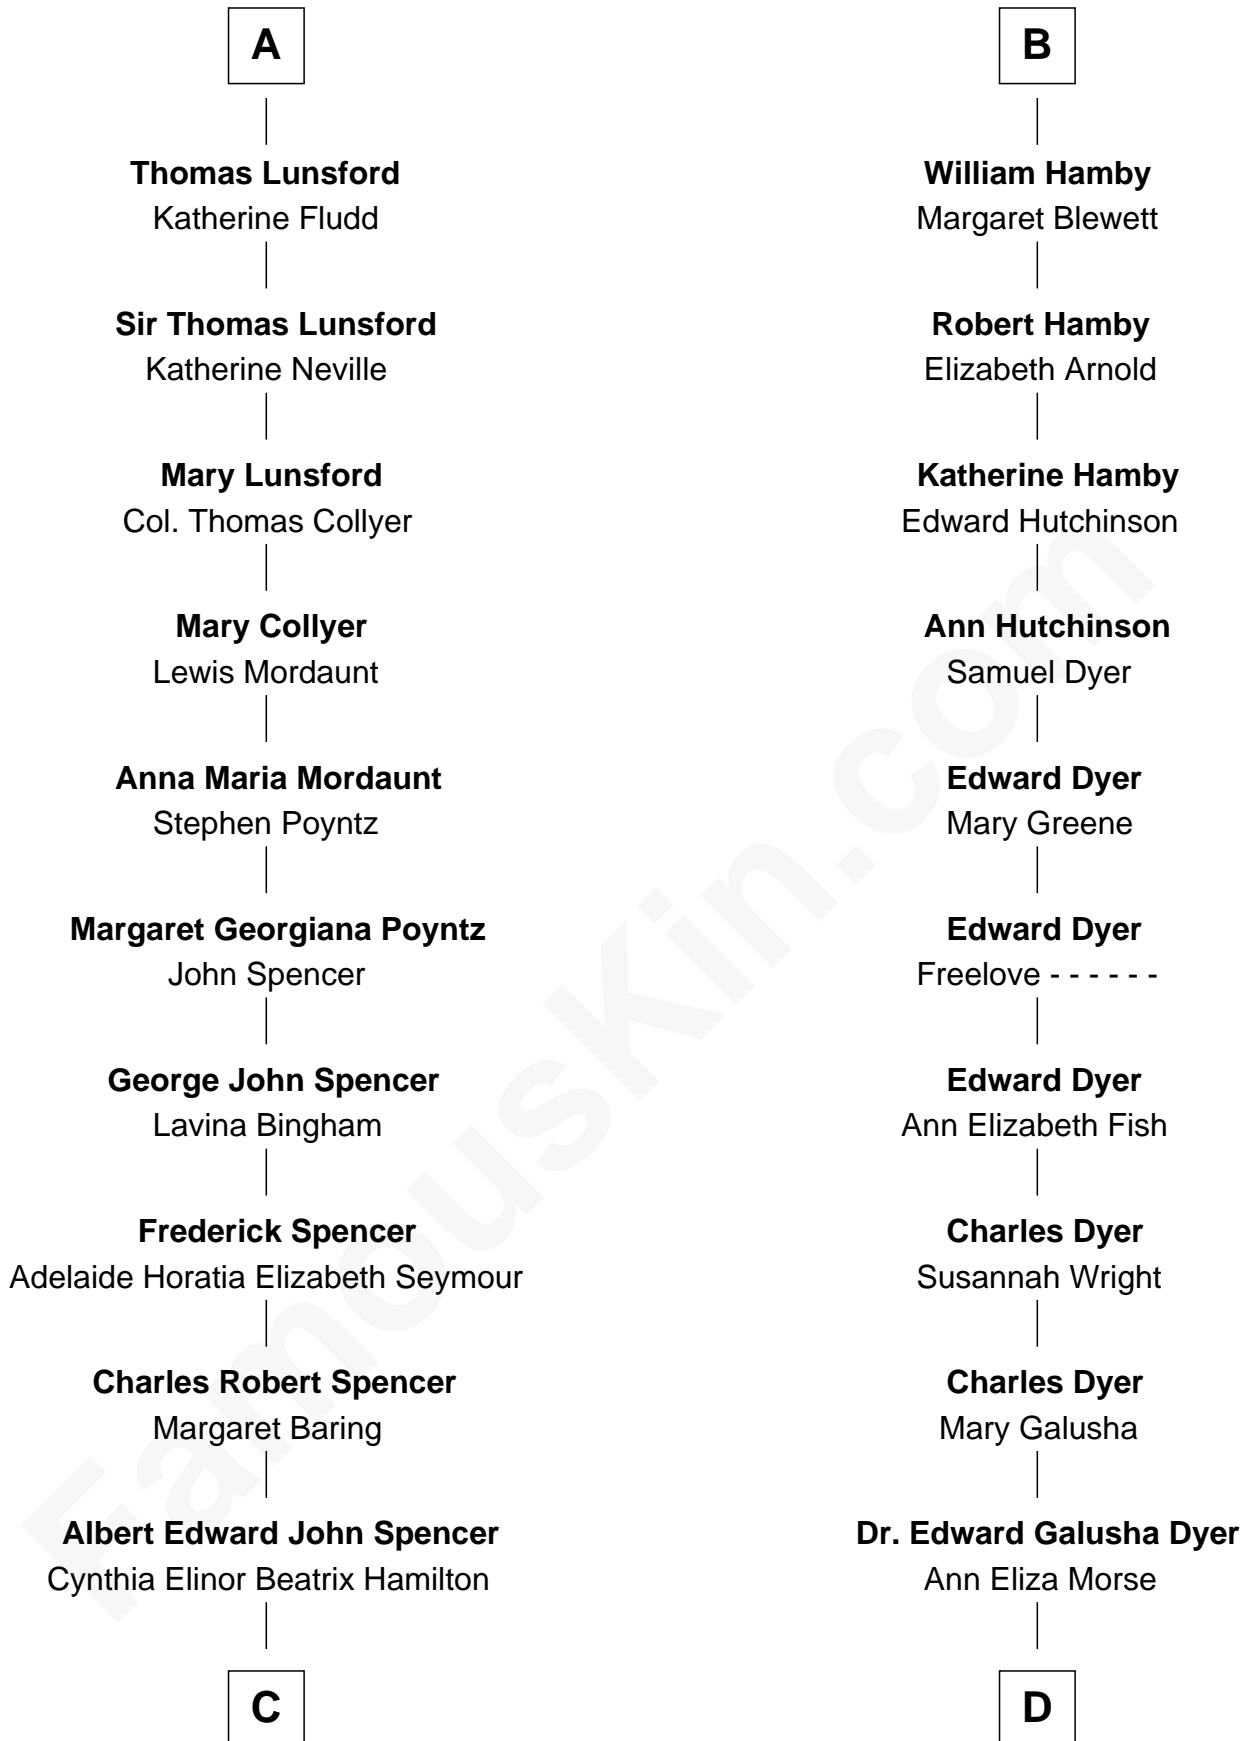 A
Thomas Lunsford
Katherine Fludd
Sir Thomas Lunsford
Katherine Neville
Mary Lunsford
Col. Thomas Collyer
Mary Collyer
Lewis Mordaunt
Anna Maria Mordaunt
Stephen Poyntz
Margaret Georgiana Poyntz
John Spencer
George John Spencer
Lavina Bingham
Frederick Spencer
Adelaide Horatia Elizabeth Seymour
Charles Robert Spencer
Margaret Baring
Albert Edward John Spencer
Cynthia Elinor Beatrix Hamilton
C
B
William Hamby
Margaret Blewett
Robert Hamby
Elizabeth Arnold
Katherine Hamby
Edward Hutchinson
Ann Hutchinson
Samuel Dyer
Edward Dyer
Mary Greene
Edward Dyer
Freelove - - - - - -
Edward Dyer
Ann Elizabeth Fish
Charles Dyer
Susannah Wright
Charles Dyer
Mary Galusha
Dr. Edward Galusha Dyer
Ann Eliza Morse
D
FamousKin.com